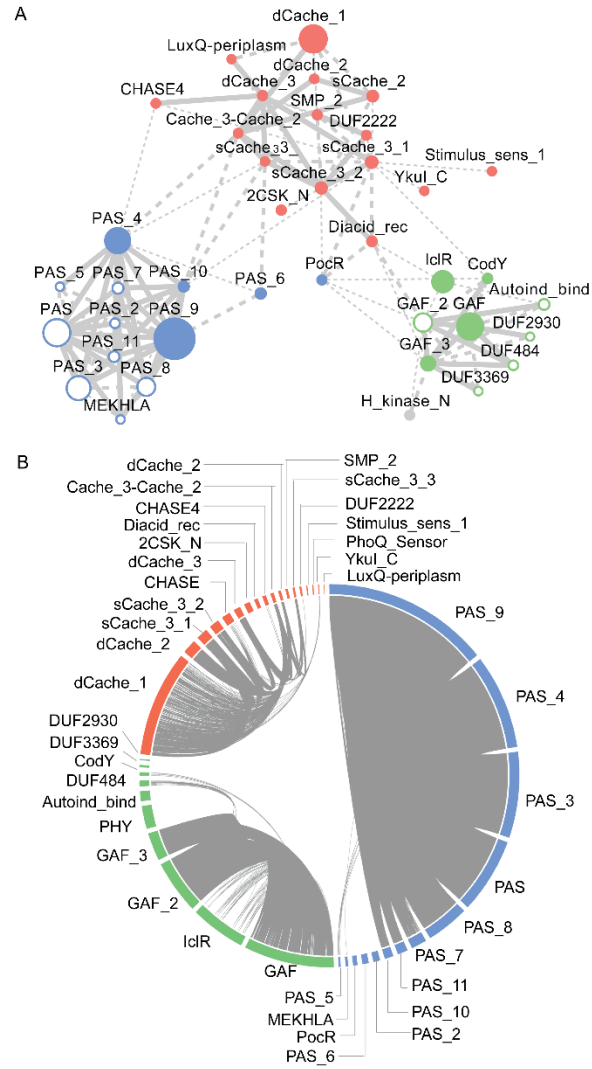 A
dCache_1
LuxQ-periplasm
dCache_2
dCache_3
sCache_2
CHASE4
SMP_2
Cache_3-Cache_2
DUF2222
sCache_3_3
sCache_3_1
Stimulus_sens_1
sCache_3_2
YkuI_C
2CSK_N
PAS_4
Diacid_rec
PAS_5
PAS_7
PAS_10
PAS_6
PocR
IclR
CodY
PAS
PAS_2
PAS_9
GAF_2
GAF
Autoind_bind
PAS_11
DUF2930
PAS_3
PAS_8
GAF_3
DUF484
MEKHLA
DUF3369
H_kinase_N
B
dCache_2
SMP_2
Cache_3-Cache_2
sCache_3_3
CHASE4
DUF2222
Diacid_rec
Stimulus_sens_1
2CSK_N
PhoQ_Sensor
dCache_3
YkuI_C
CHASE
LuxQ-periplasm
sCache_3_2
PAS_9
sCache_3_1
dCache_2
dCache_1
PAS_4
DUF2930
DUF3369
CodY
DUF484
PAS_3
Autoind_bind
PHY
GAF_3
PAS
GAF_2
PAS_8
IclR
PAS_7
GAF
PAS_11
PAS_5
PAS_10
MEKHLA
PAS_2
PocR
PAS_6